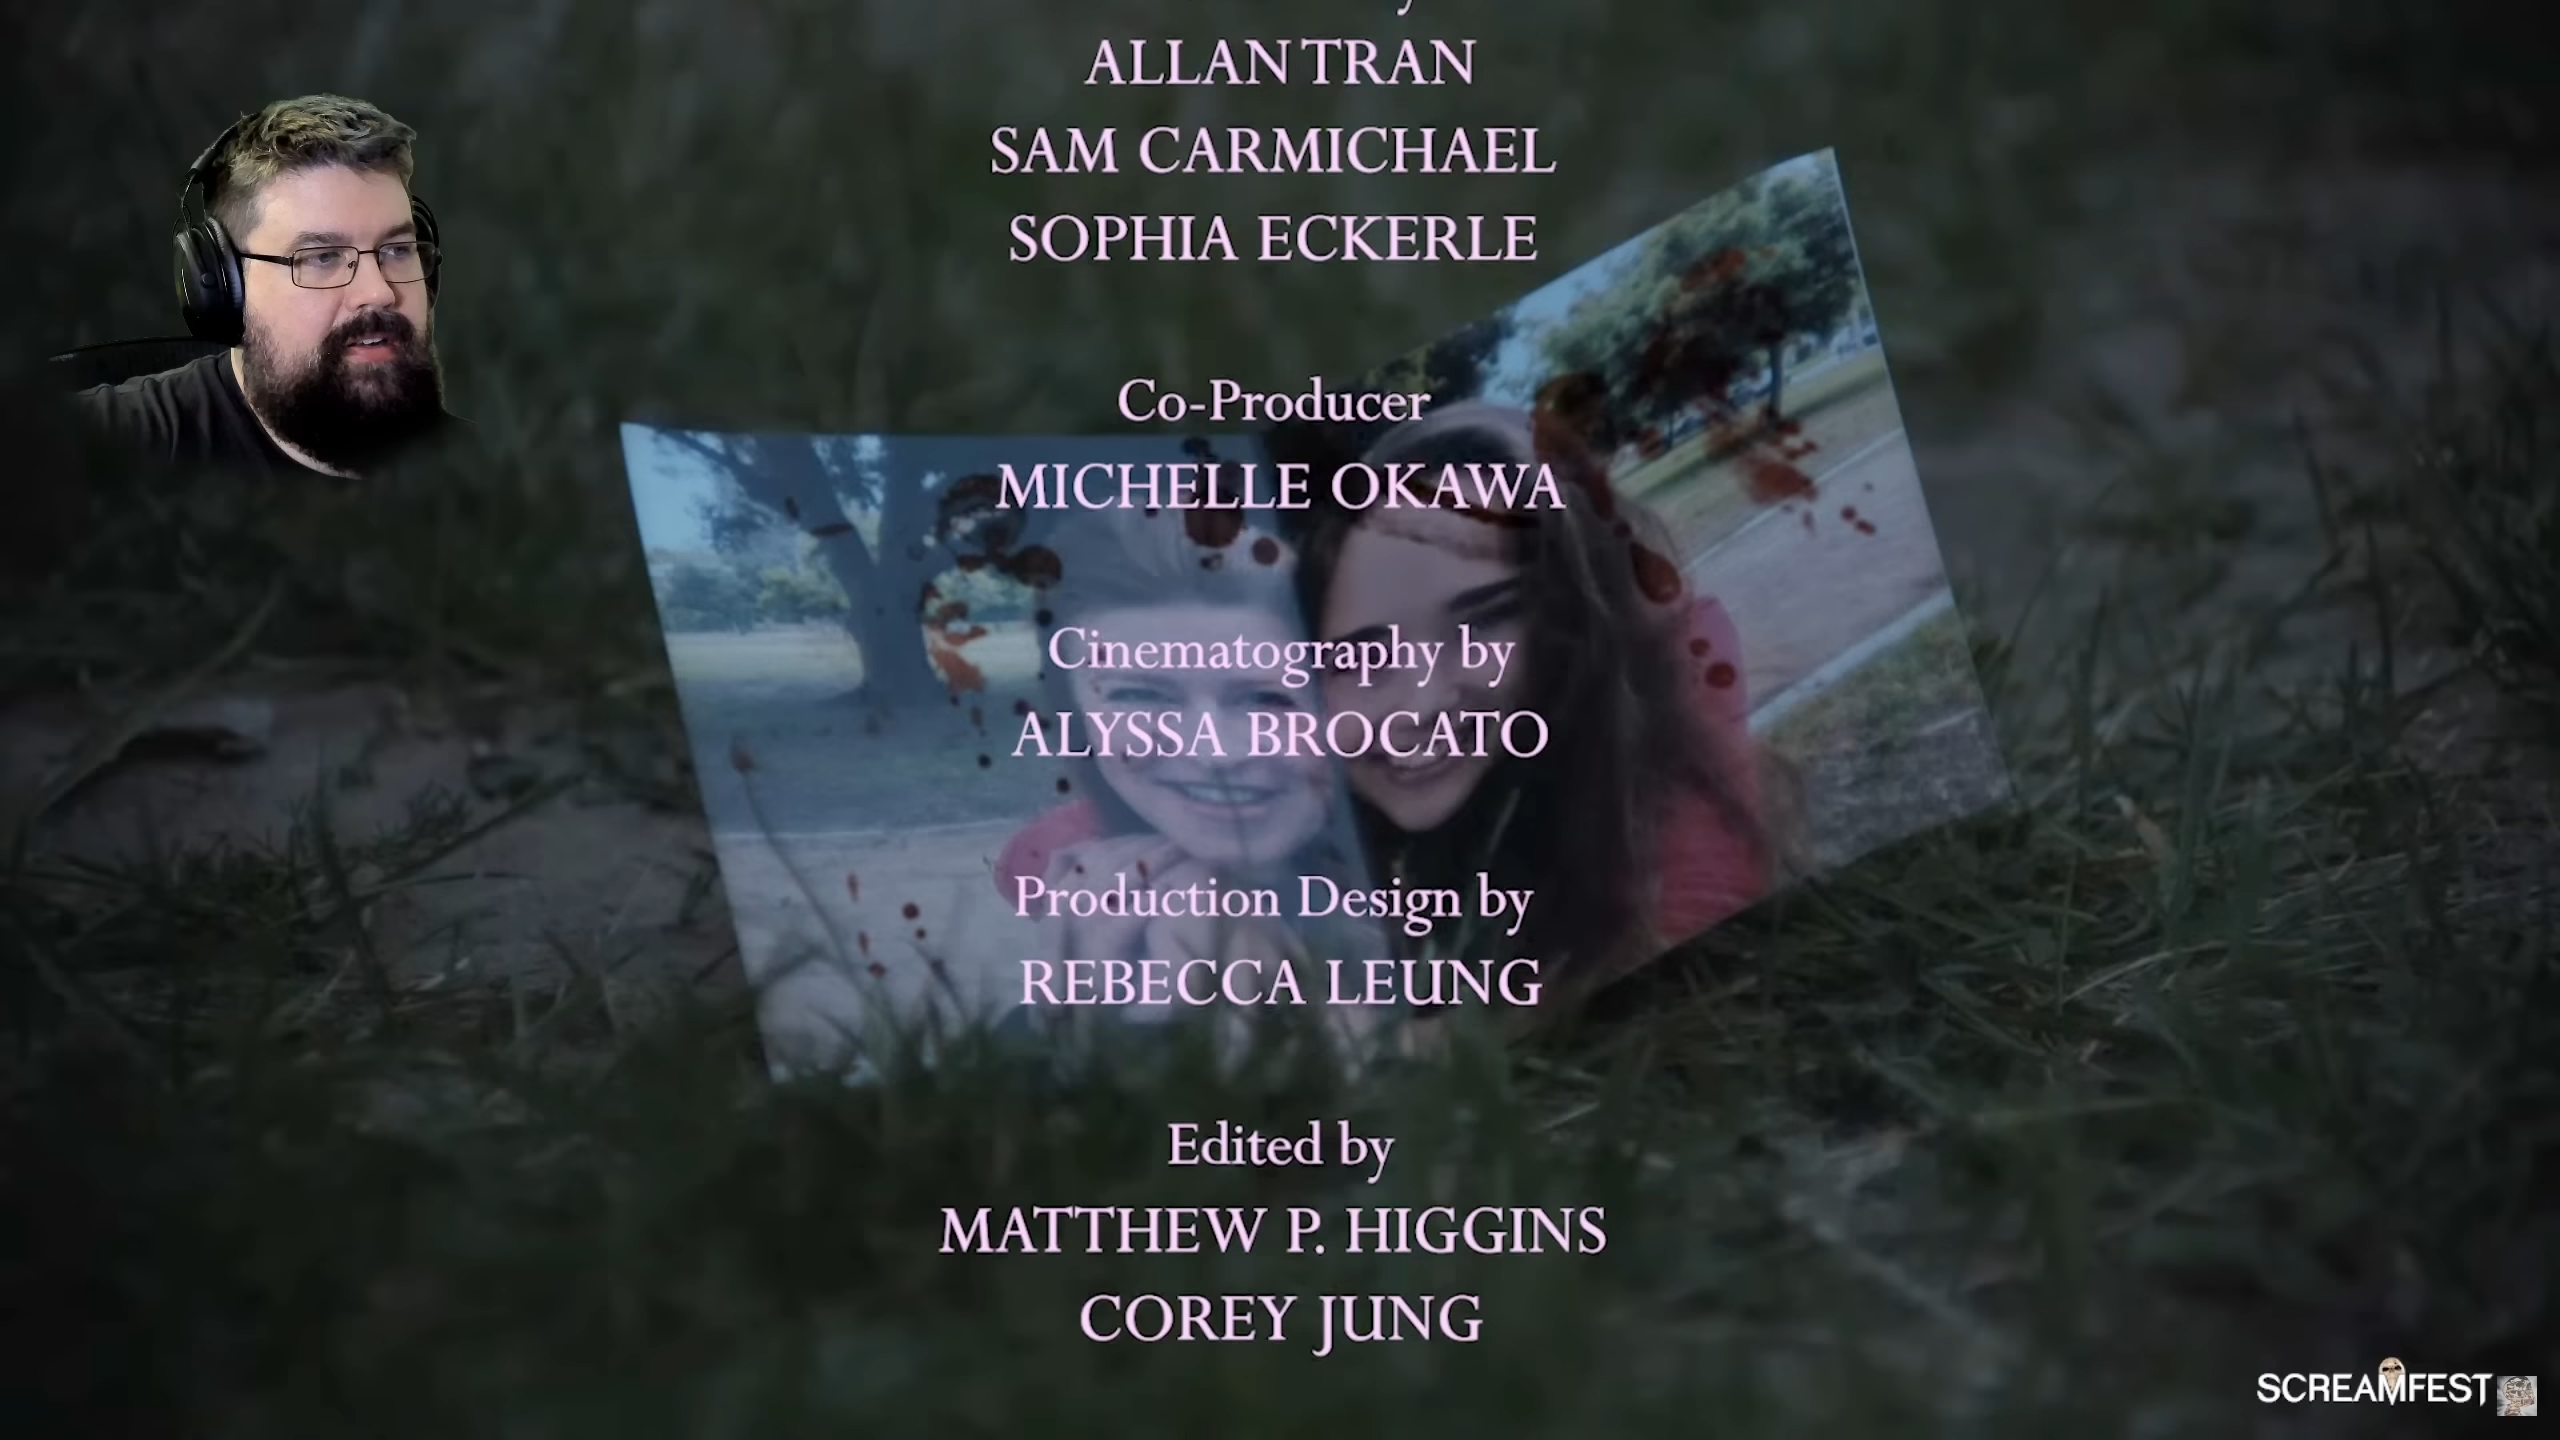 ALLAN TRAN
SAM CARMICHAEL
SOPHIA ECKERLE
Co-Producer
MICHELLE OKAWA
Cinematography by
ALYSSA BROCATO
Production Design by
REBECCA LEUNG
Edited by
MATTHEW P. HIGGINS
COREY JUNG
SCREAMFEST